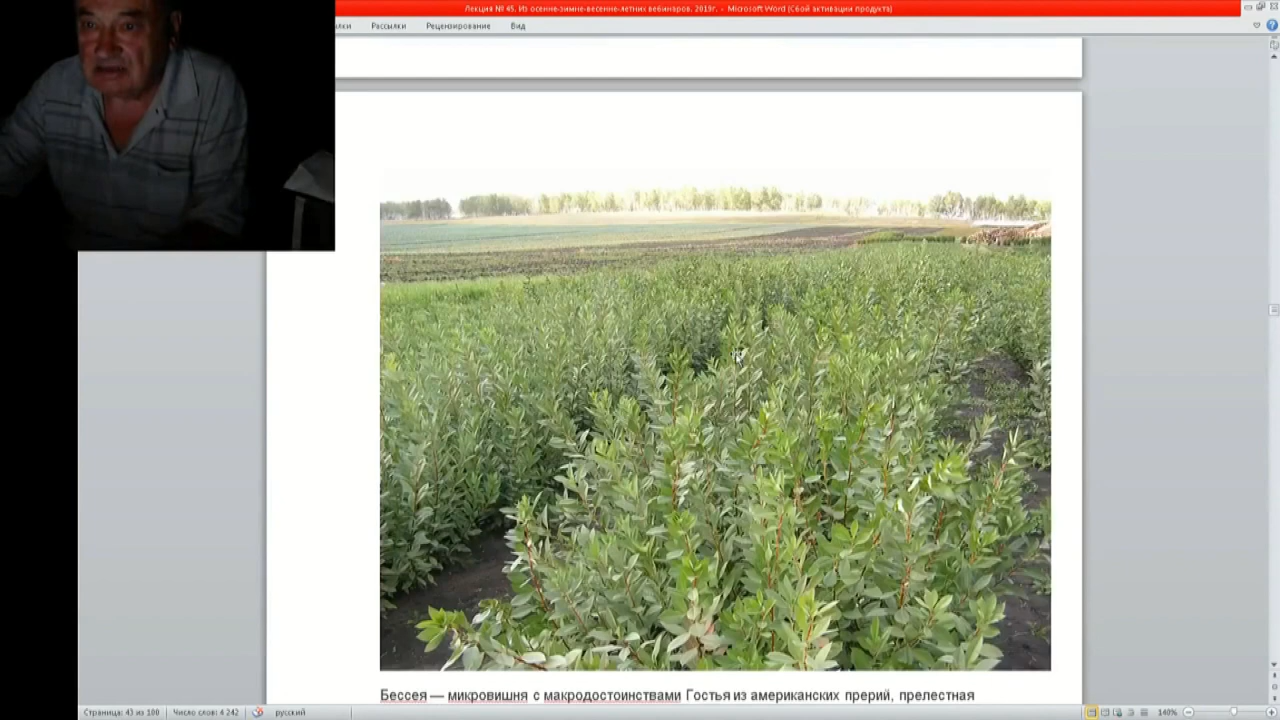 Лекция № 45. Из осенне-зимне-весенне-летних вебинаров. 2019г. - Microsoft Word (Сбой активации продукта)
Рассылки Рецензирование Вид
Бессея — микровишня с макродостоинствами Гостья из американских прерий, прелестная
Страница: 43 из 100 Число слов: 4 242 русский 140%